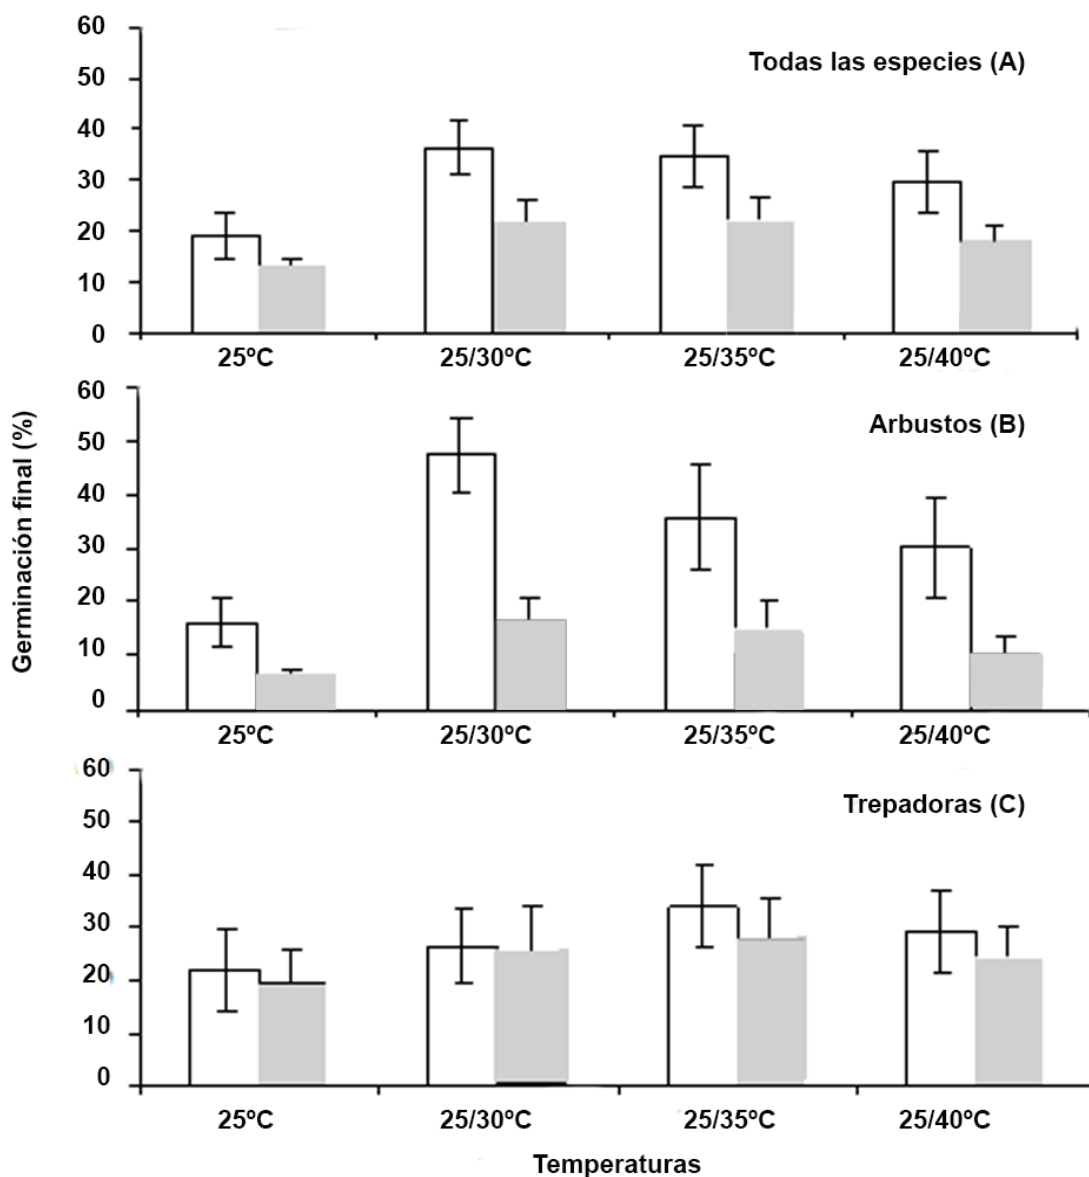 60
Todas las especies (A)
50
40
30
20
10
0
25ºC 25/30ºC 25/35ºC 25/40ºC
60
Arbustos (B)
50
40
30
20
10
0
25ºC 25/30ºC 25/35ºC 25/40ºC
Germinación final (%)
60
Trepadoras (C)
50
40
30
20
10
0
25ºC 25/30ºC 25/35ºC 25/40ºC
Temperaturas